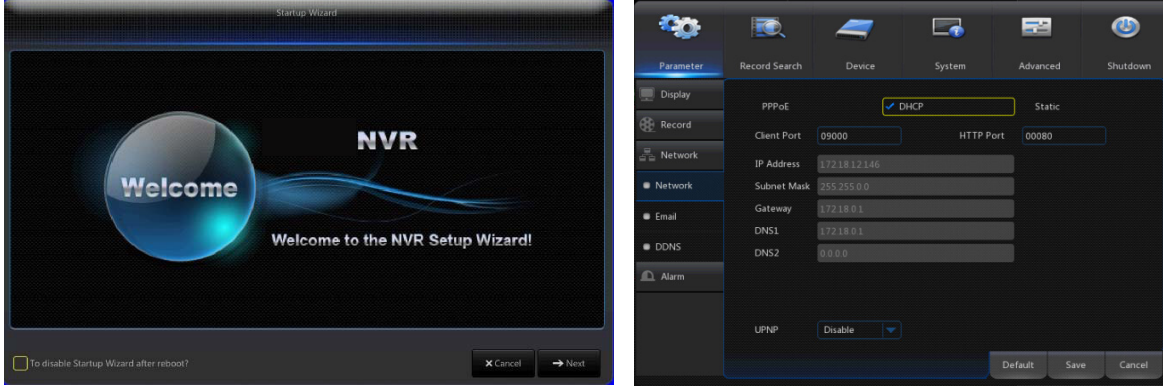 Startup Wizard
NVR
Welcome
Welcome to the NVR Setup Wizard!
To disable Startup Wizard after reboot?
Cancel
Next
Parameter Record Search Device System Advanced Shutdown
Display
Record
Network
Network
Email
DDNS
Alarm
PPPoE DHCP Static
Client Port 09000 HTTP Port 00080
IP Address 172.18.12.146
Subnet Mask 255.255.0.0
Gateway 172.18.0.1
DNS1 172.18.0.1
DNS2 0.0.0.0
UPNP Disable
Default Save Cancel